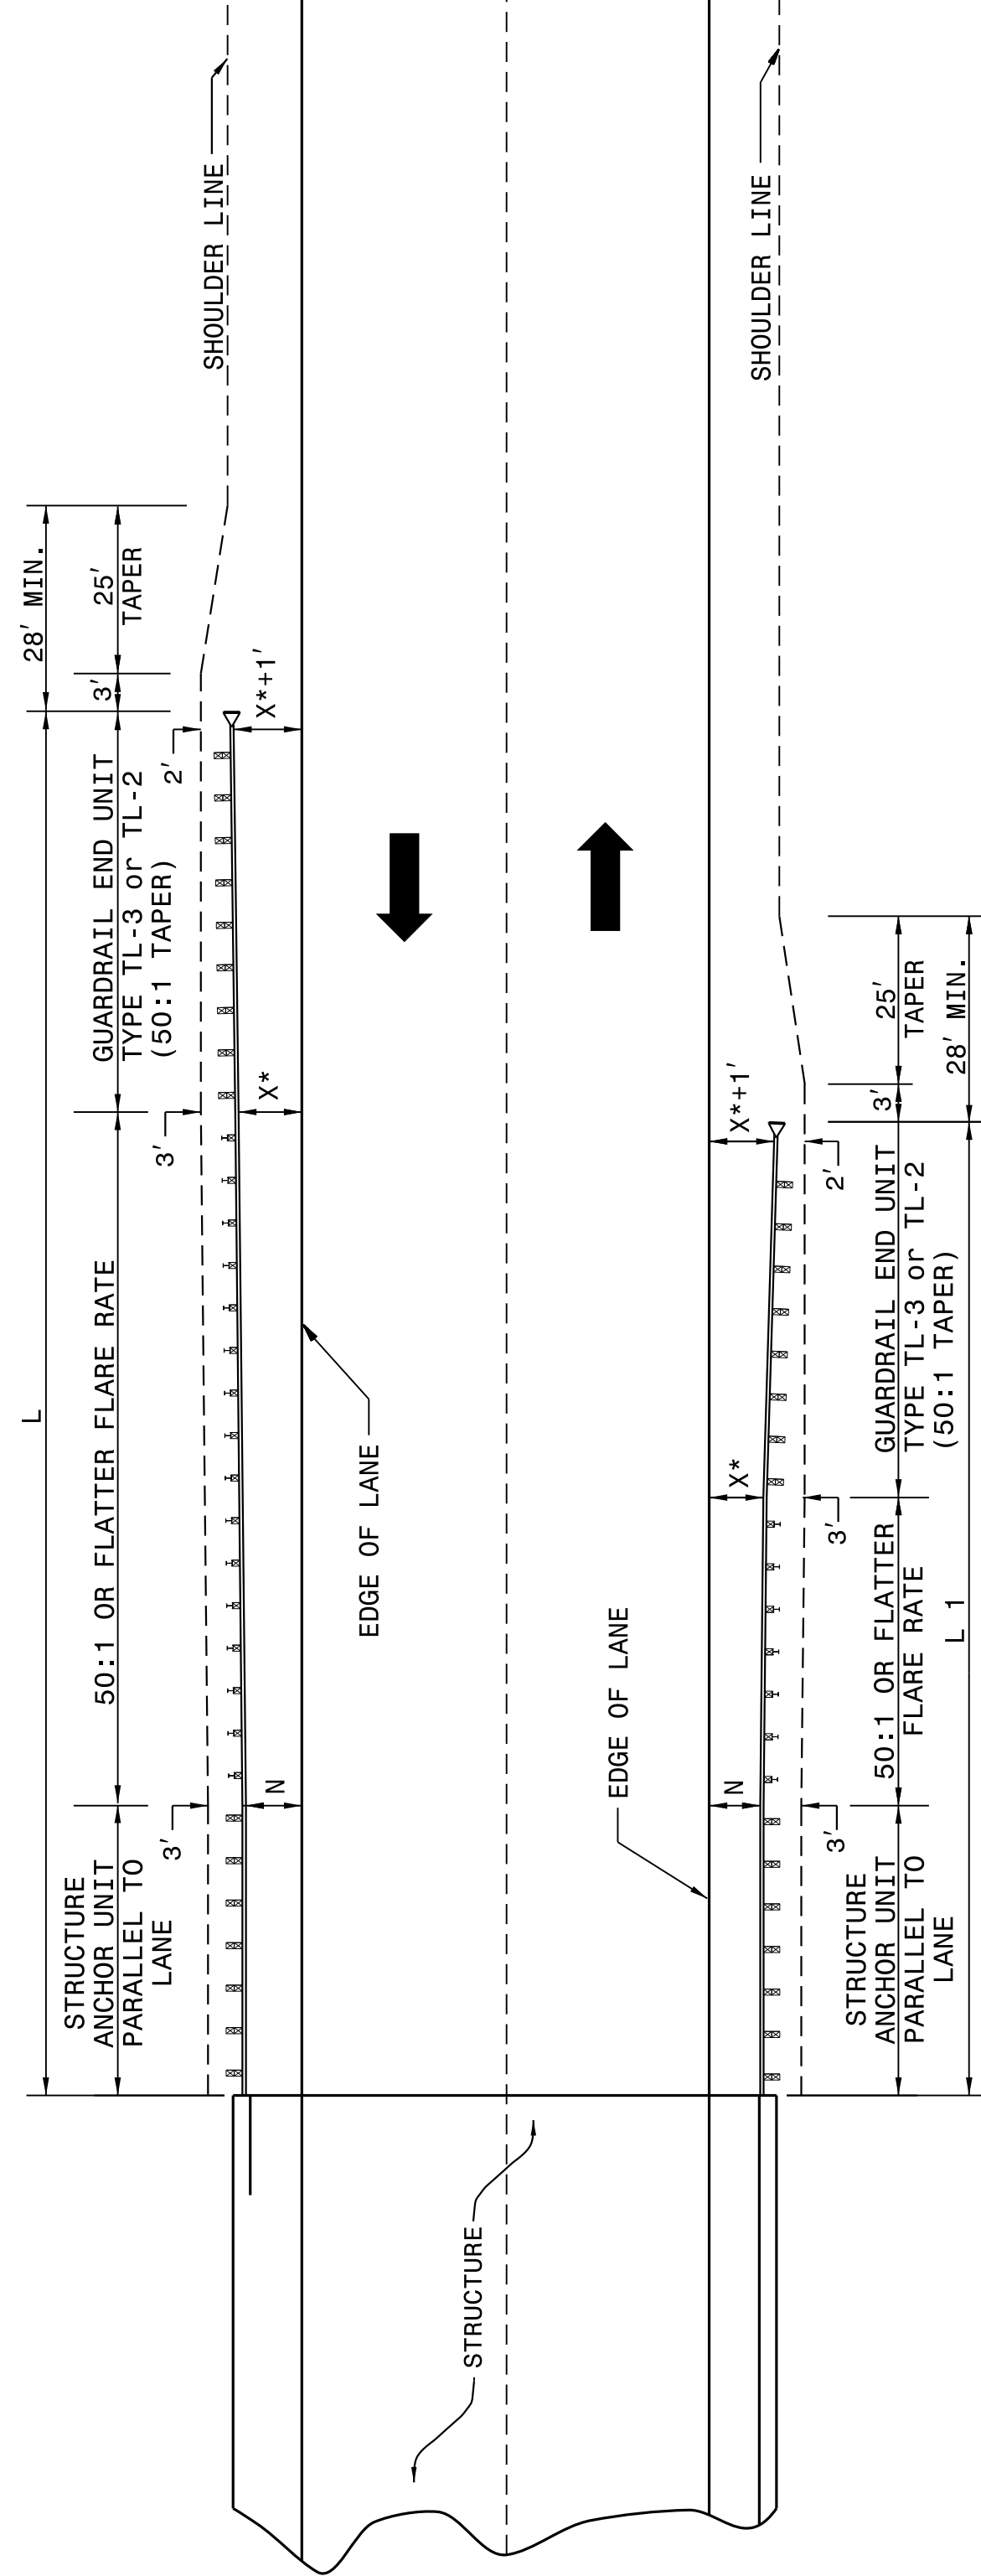 SHOULDER LINE
SHOULDER LINE
28' MIN.
25'
TAPER
3'
X*+1'
2'
GUARDRAIL END UNIT
TYPE TL-3 or TL-2
(50:1 TAPER)
X*
3'
50:1 OR FLATTER FLARE RATE
L
EDGE OF LANE
N
3'
STRUCTURE
ANCHOR UNIT
PARALLEL TO
LANE
25'
TAPER
28' MIN.
3'
X*+1'
2'
GUARDRAIL END UNIT
TYPE TL-3 or TL-2
(50:1 TAPER)
X*
3'
50:1 OR FLATTER
FLARE RATE
L 1
EDGE OF LANE
N
3'
STRUCTURE
ANCHOR UNIT
PARALLEL TO
LANE
STRUCTURE